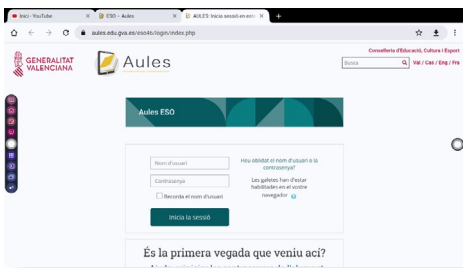 Inici - YouTube
ESO - Aules
AULES: Inicia sessió en este
aules.edu.gva.es/eso46/login/index.php
Conselleria d'Educació, Cultura i Esport
GENERALITAT
VALENCIANA
Aules
Busca
Val / Cas / Eng / Fra
Aules ESO
Nom d'usuari
Contrasenya
Recorda el nom d'usuari
Inicia la sessió
Heu oblidat el nom d'usuari o la
contrasenya?
Les galetes han d'estar
habilitades en el vostre
navegador
És la primera vegada que veniu ací?